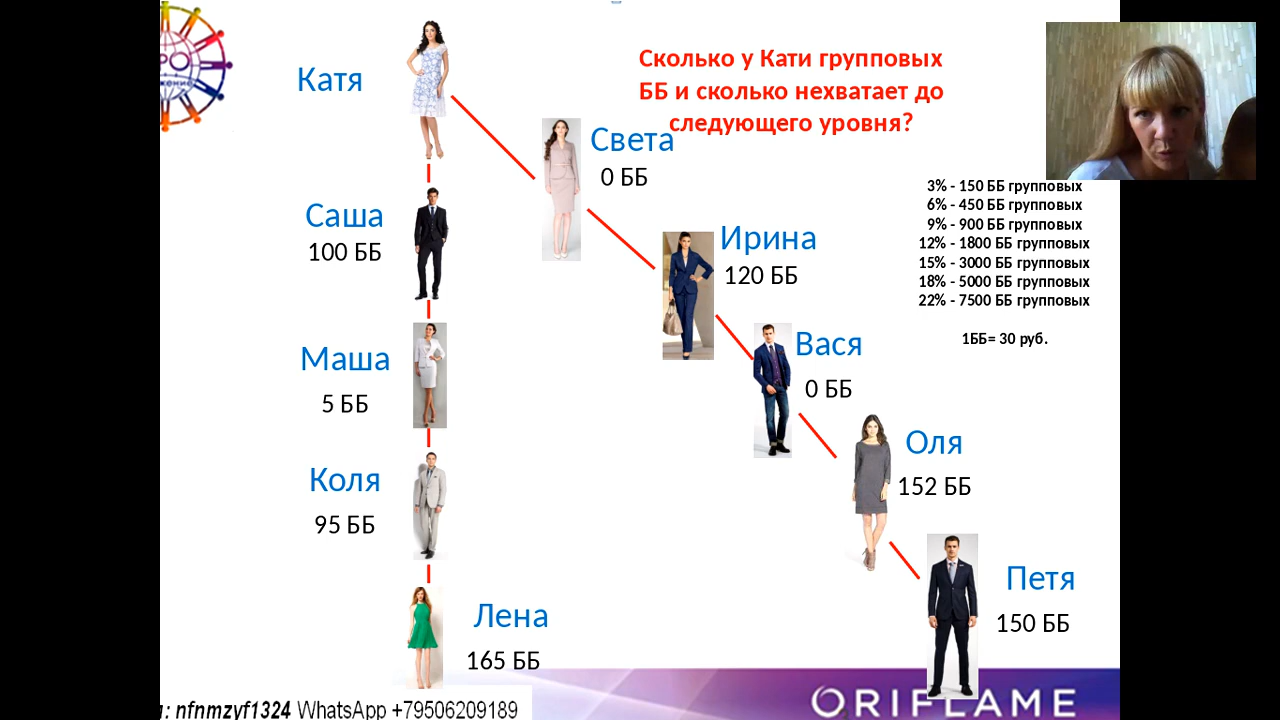 РО
Катя
Сколько у Кати групповых
ББ и сколько нехватает до
следующего уровня?
Света
0 ББ
3% - 150 ББ групповых
6% - 450 ББ групповых
9% - 900 ББ групповых
12% - 1800 ББ групповых
15% - 3000 ББ групповых
18% - 5000 ББ групповых
22% - 7500 ББ групповых
1ББ= 30 руб.
Саша
100 ББ
Ирина
120 ББ
Маша
5 ББ
Вася
0 ББ
Коля
95 ББ
Оля
152 ББ
Лена
165 ББ
Петя
150 ББ
: nfnmzyf1324 WhatsApp +79506209189
ORIFLAME